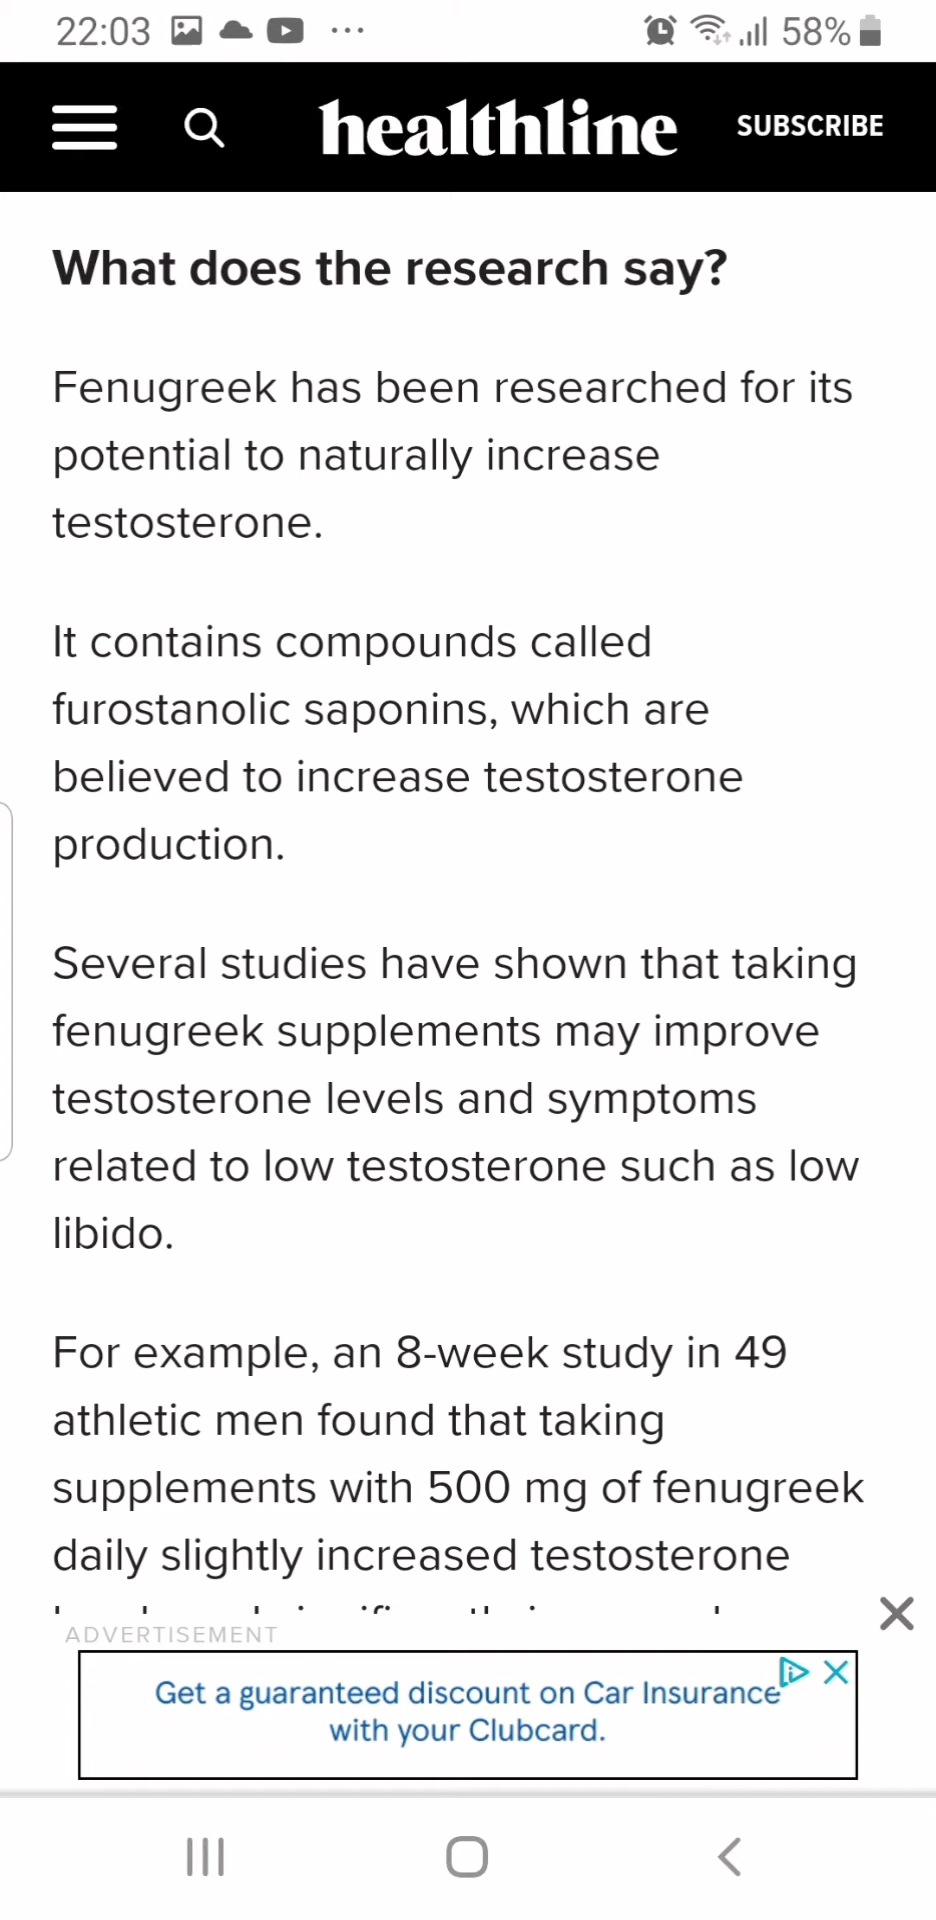 22:03 58%
healthline SUBSCRIBE
What does the research say?
Fenugreek has been researched for its
potential to naturally increase
testosterone.
It contains compounds called
furostanolic saponins, which are
believed to increase testosterone
production.
Several studies have shown that taking
fenugreek supplements may improve
testosterone levels and symptoms
related to low testosterone such as low
libido.
For example, an 8-week study in 49
athletic men found that taking
supplements with 500 mg of fenugreek
daily slightly increased testosterone
ADVERTISEMENT
Get a guaranteed discount on Car Insurance
with your Clubcard.